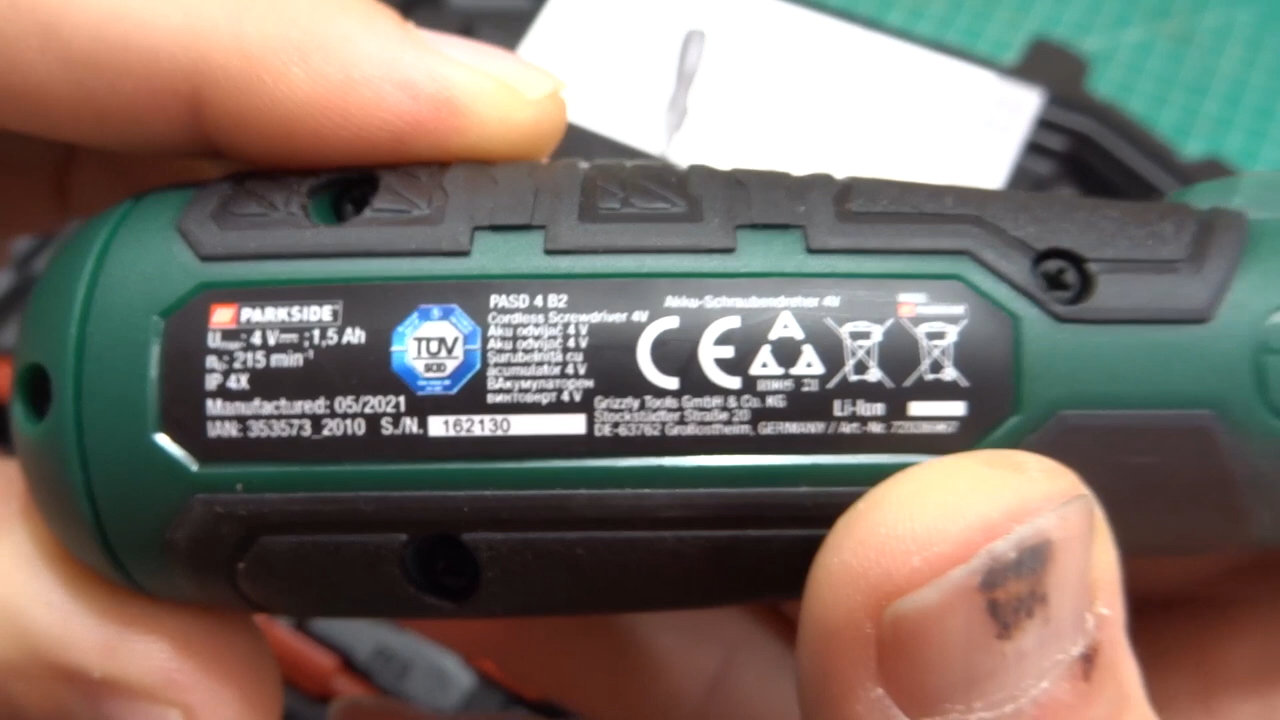 PARKSIDE
4 V ; 1,5 Ah
n₀: 215 min⁻¹
IP 4X
Manufactured: 05/2021
IAN: 353573_2010 S./N. 162130
TÜV
SÜD
PASD 4 B2
Cordless Screwdriver 4V
Aku odvijač 4 V
Aku odvijač 4 V
Şurubelniță cu
acumulator 4 V
Акумулаторен
винтоверт 4 V
Akku-Schraubendreher 4V
CE
Li-Ion
Grizzly Tools GmbH & Co. KG
Stockstädter Straße 20
DE-63762 Großostheim, GERMANY // Art.-Nr.